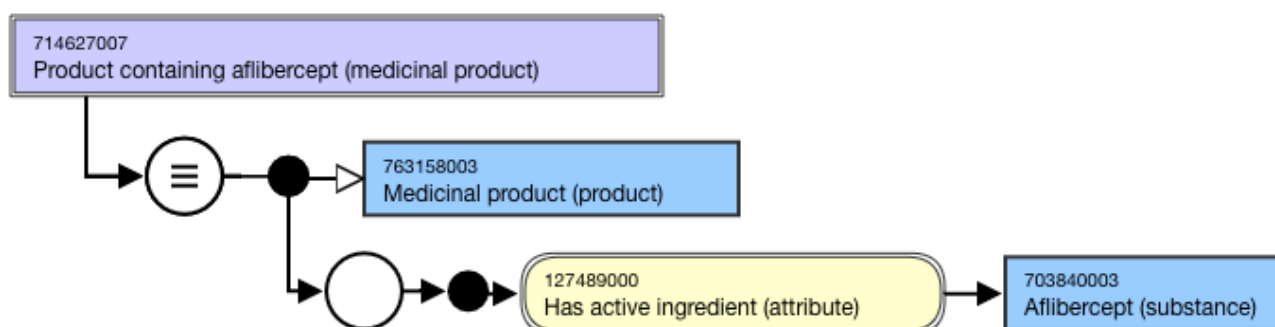 714627007
Product containing aflibercept (medicinal product)
763158003
Medicinal product (product)
127489000
Has active ingredient (attribute)
703840003
Aflibercept (substance)